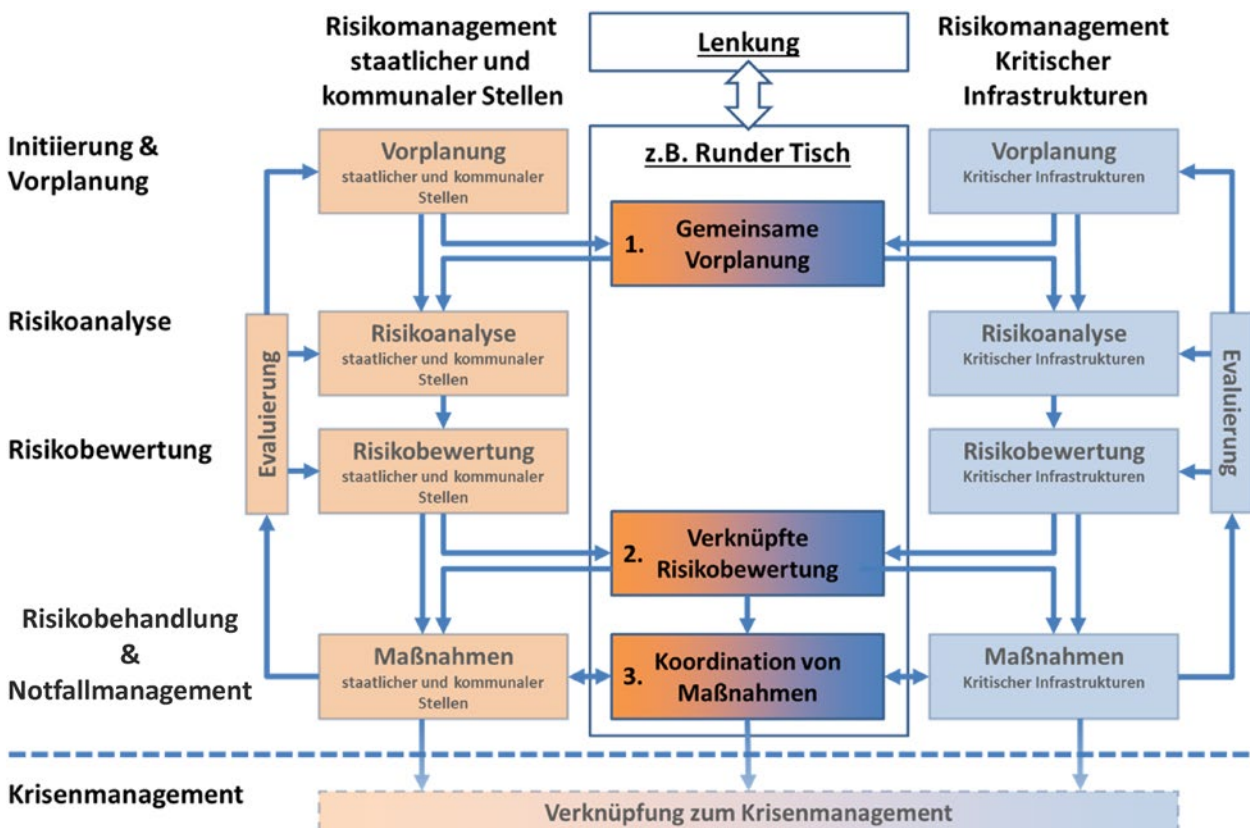 Risikomanagement
staatlicher und
kommunaler Stellen
Lenkung
Risikomanagement
Kritischer
Infrastrukturen
Initiierung &
Vorplanung
Vorplanung
staatlicher und kommunaler
Stellen
z.B. Runder Tisch
Vorplanung
Kritischer Infrastrukturen
1. Gemeinsame
Vorplanung
Risikoanalyse
Risikoanalyse
staatlicher und kommunaler
Stellen
Risikoanalyse
Kritischer Infrastrukturen
Evaluierung
Evaluierung
Risikobewertung
Risikobewertung
staatlicher und kommunaler
Stellen
Risikobewertung
Kritischer Infrastrukturen
2. Verknüpfte
Risikobewertung
Risikobehandlung
&
Notfallmanagement
Maßnahmen
staatlicher und kommunaler
Stellen
3. Koordination von
Maßnahmen
Maßnahmen
Kritischer Infrastrukturen
Krisenmanagement
Verknüpfung zum Krisenmanagement